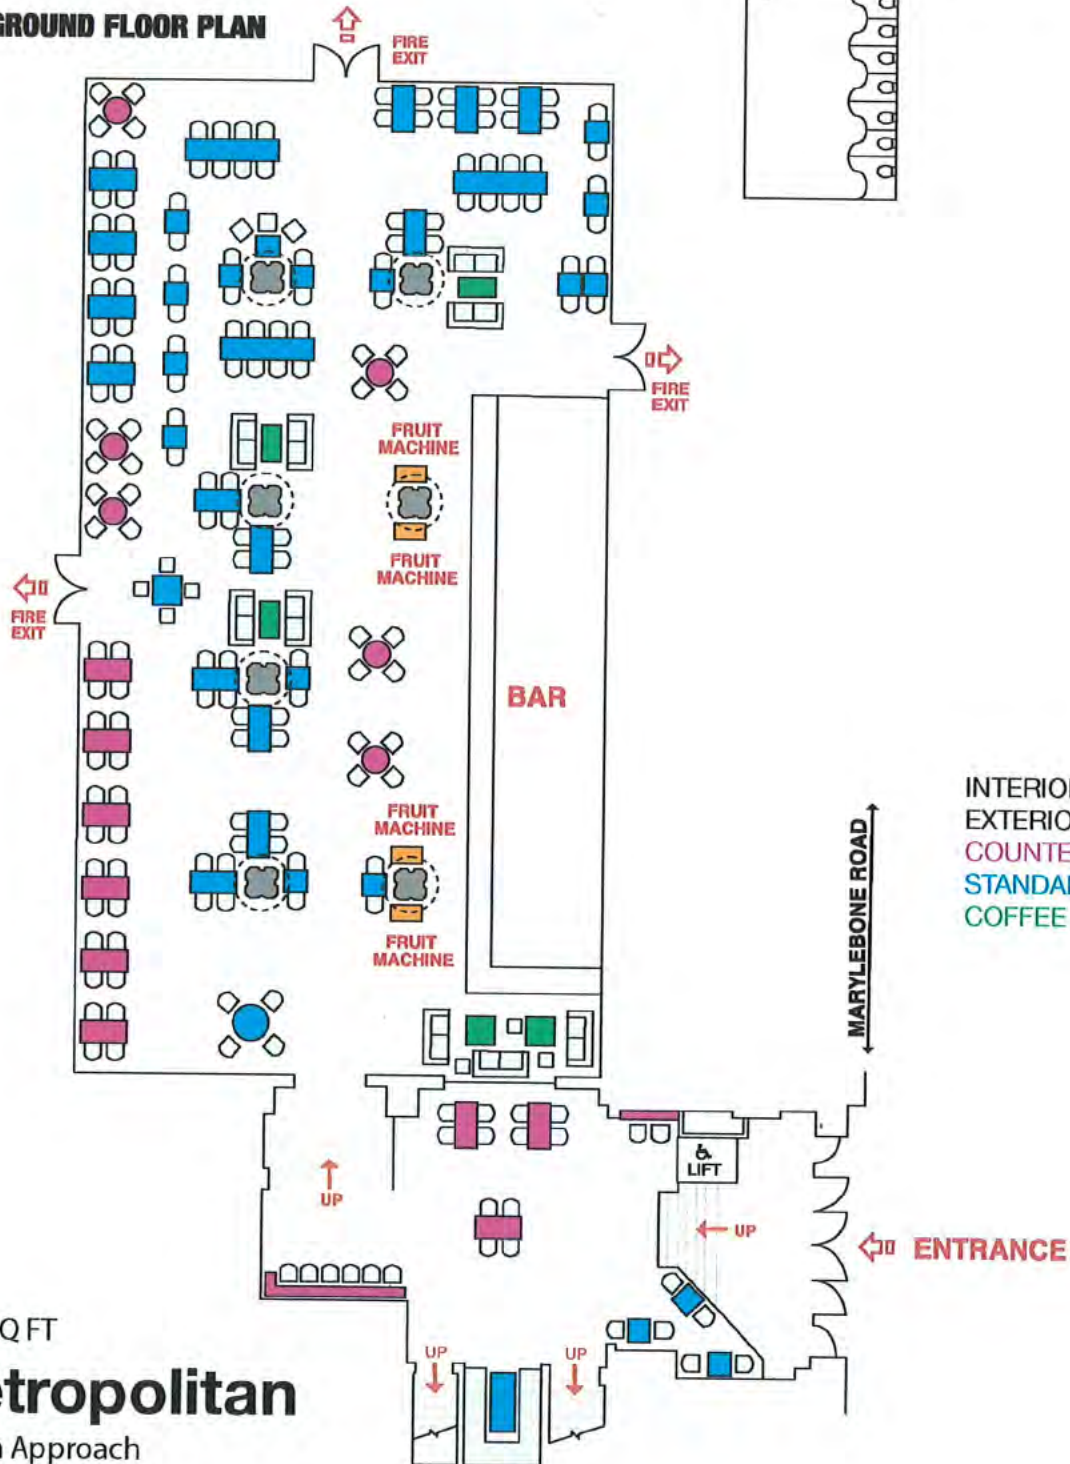 GROUND FLOOR PLAN
FIRE
EXIT
FIRE
EXIT
FRUIT
MACHINE
FRUIT
MACHINE
FIRE
EXIT
BAR
FRUIT
MACHINE
FRUIT
MACHINE
MARYLEBONE ROAD
INTERIO
EXTERIO
COUNTE
STANDA
COFFEE
LIFT
UP
UP
ENTRANCE
UP
UP
Q FT
etropolitan
n Approach